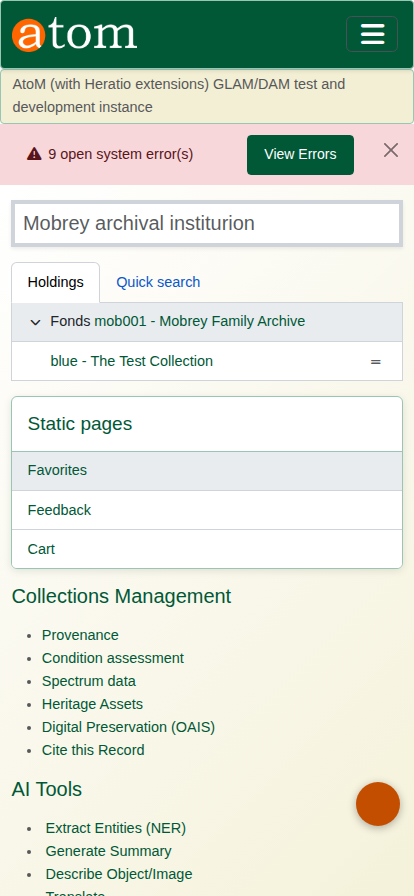 atom
AtoM (with Heratio extensions) GLAM/DAM test and
development instance
9 open system error(s)
View Errors
Mobrey archival instituri​on
Holdings
Quick search
Fonds mob001 - Mobrey Family Archive
blue - The Test Collection
Static pages
Favorites
Feedback
Cart
Collections Management
Provenance
Condition assessment
Spectrum data
Heritage Assets
Digital Preservation (OAIS)
Cite this Record
AI Tools
Extract Entities (NER)
Generate Summary
Describe Object/Image
Translate